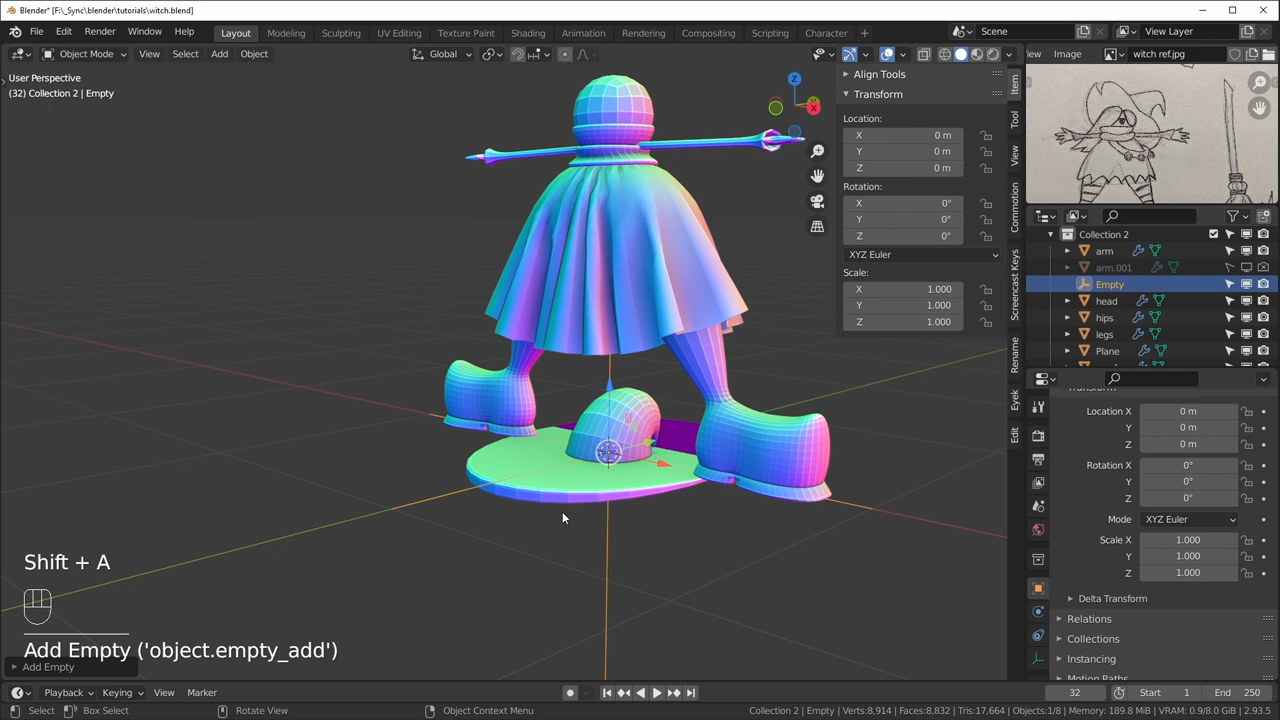 Blender* [F:\_Sync\blender\tutorials\witch.blend]
File Edit Render Window Help
Layout Modeling Sculpting UV Editing Texture Paint Shading Animation Rendering Compositing Scripting Character
Scene
View Layer
Object Mode View Select Add Object
Global
iew Image witch ref.jpg
User Perspective
(32) Collection 2 | Empty
Z
X
Align Tools
Transform
Location:
X 0 m
Y 0 m
Z 0 m
Rotation:
X 0°
Y 0°
Z 0°
XYZ Euler
Scale:
X 1.000
Y 1.000
Z 1.000
Item
Tool
View
Commotion
Screencast Keys
Rename
Eyek
Edit
Collection 2
arm
arm.001
Empty
head
hips
legs
Plane
Transform
Location X 0 m
Y 0 m
Z 0 m
Rotation X 0°
Y 0°
Z 0°
Mode XYZ Euler
Scale X 1.000
Y 1.000
Z 1.000
Delta Transform
Relations
Collections
Instancing
Motion Paths
Shift + A
Add Empty ('object.empty_add')
Add Empty
Playback Keying View Marker
32 Start 1 End 250
Select Box Select Rotate View Object Context Menu
Collection 2 | Empty | Verts:8,914 | Faces:8,832 | Tris:17,664 | Objects:1/8 | Memory: 189.8 MiB | VRAM: 0.9/8.0 GiB | 2.93.5